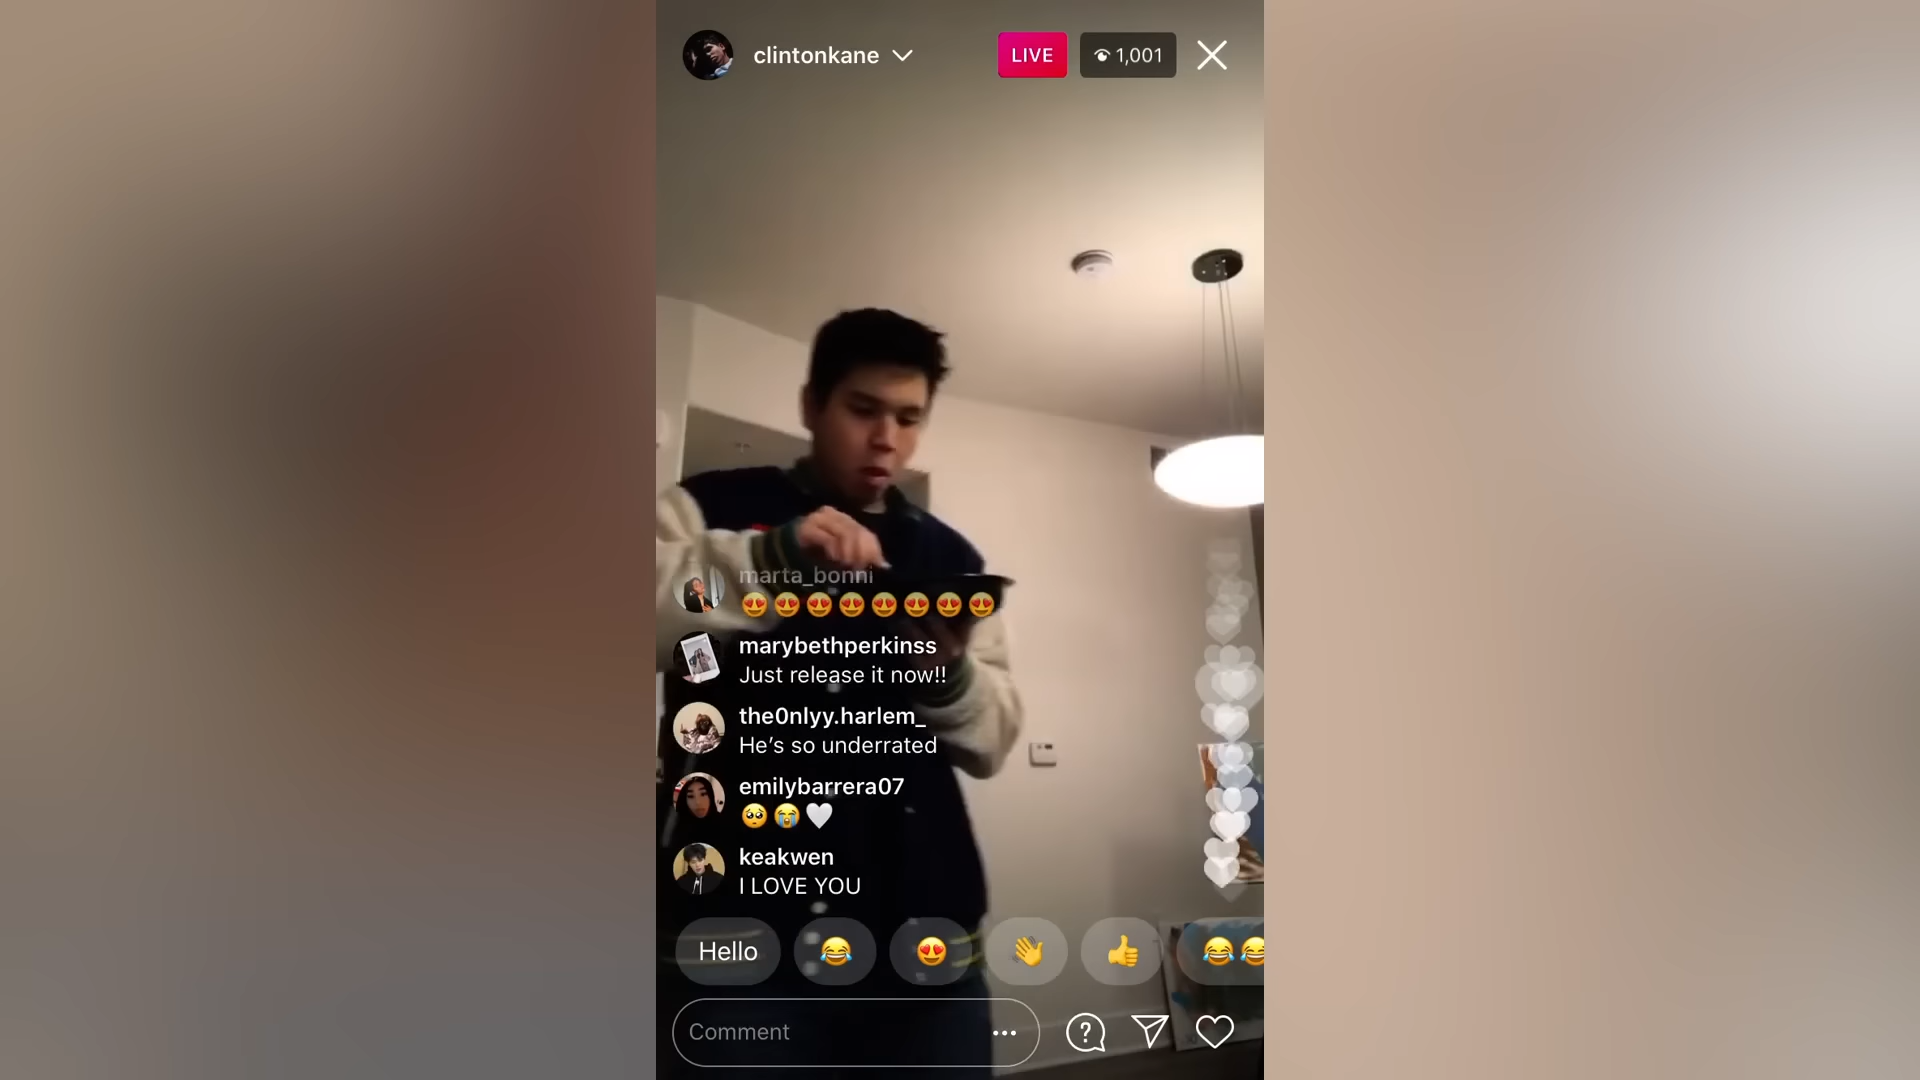 clintonkane
LIVE
1,001
marta_bonni
😍😍😍😍😍😍😍😍
marybethperkinss
Just release it now!!
the0nlyy.harlem_
He’s so underrated
emilybarrera07
🥺😭🤍
keakwen
I LOVE YOU
Hello 😂 😍 👋 👍 😂😂
Comment